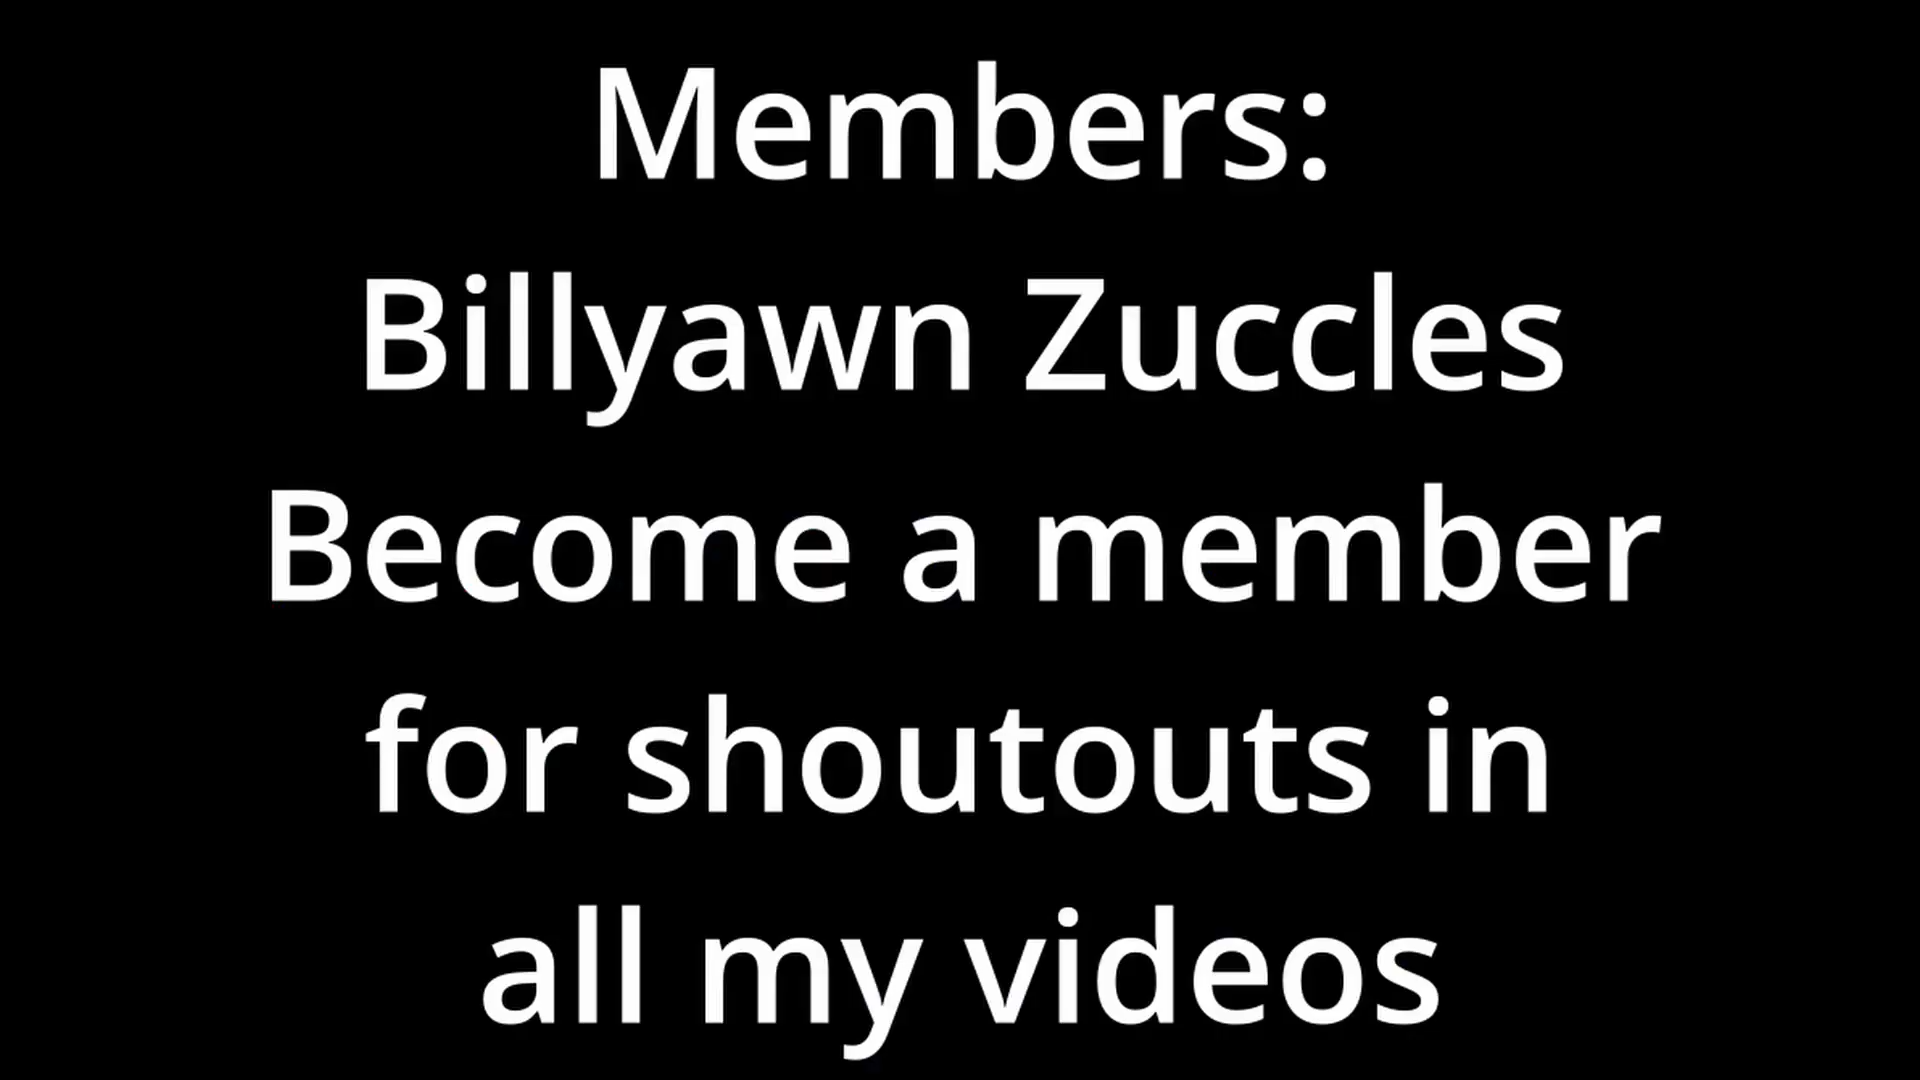 Members:
Billyawn Zuccles
Become a member
for shoutouts in
all my videos